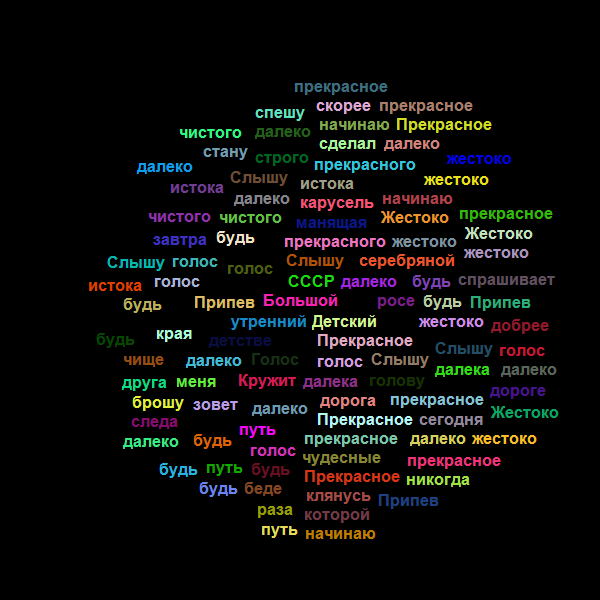 прекрасное
скорее прекрасное
спешу начинаю Прекрасное
чистого далеко сделал далеко
стану строго прекрасного жестоко
далеко Слышу истока жестоко
истока далеко карусель начинаю
чистого чистого манящая Жестоко прекрасное
завтра будь прекрасного жестоко Жестоко
Слышу голос голос Слышу серебряной жестоко
истока голос СССР далеко будь спрашивает
будь Припев Большой росе будь Припев
утренний Детский жестоко добрее
будь края детстве Прекрасное Слышу голос
чище далеко Голос голос Слышу далека далеко
друга меня Кружит далека голову дороге
брошу зовет далеко дорога прекрасное Жестоко
следа путь Прекрасное сегодня
далеко будь голос прекрасное далеко жестоко
будь путь будь чудесные прекрасное
будь беде Прекрасное никогда
раза клянусь Припев
которой
путь начинаю